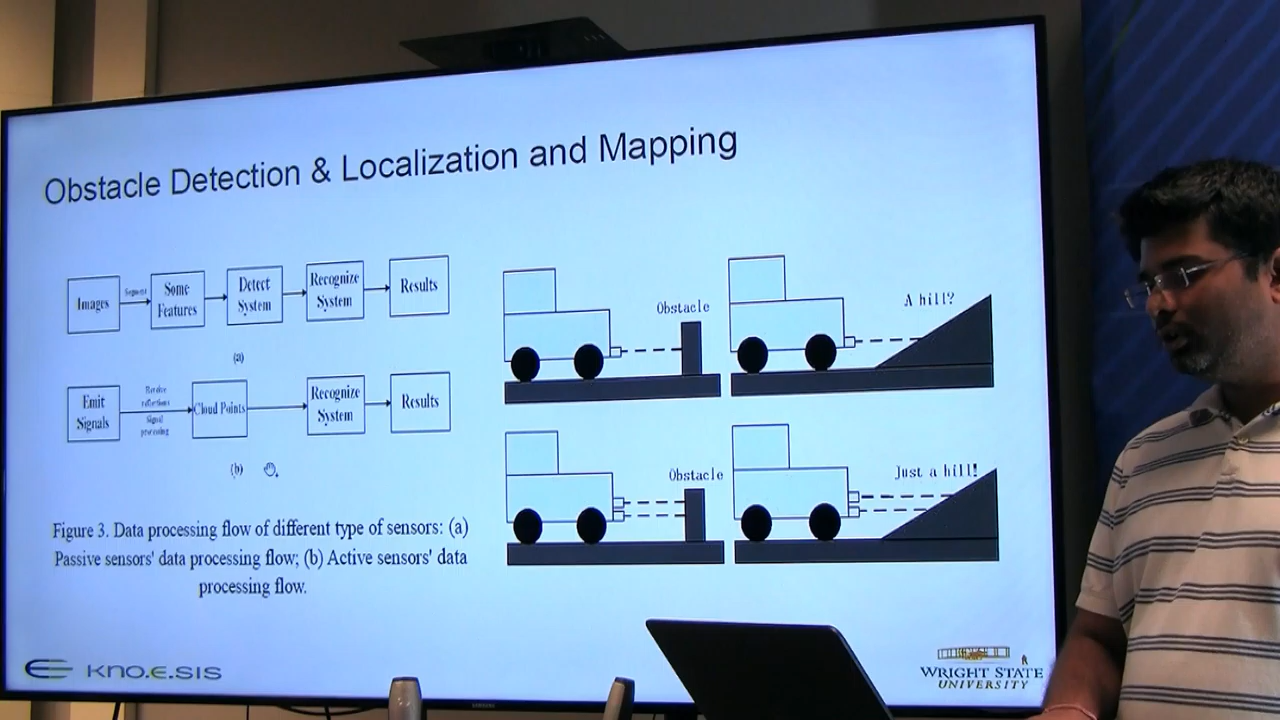 Obstacle Detection & Localization and Mapping
Images
Segment
Some
Features
Detect
System
Recognize
System
Results
(a)
Emit
Signals
Receive
reflections
Signal
processing
Cloud Points
Recognize
System
Results
(b)
Figure 3. Data processing flow of different type of sensors: (a)
Passive sensors' data processing flow; (b) Active sensors' data
processing flow.
Obstacle
A hill?
Obstacle
Just a hill!
KNO.E.SIS
WRIGHT STATE
UNIVERSITY
SAMSUNG